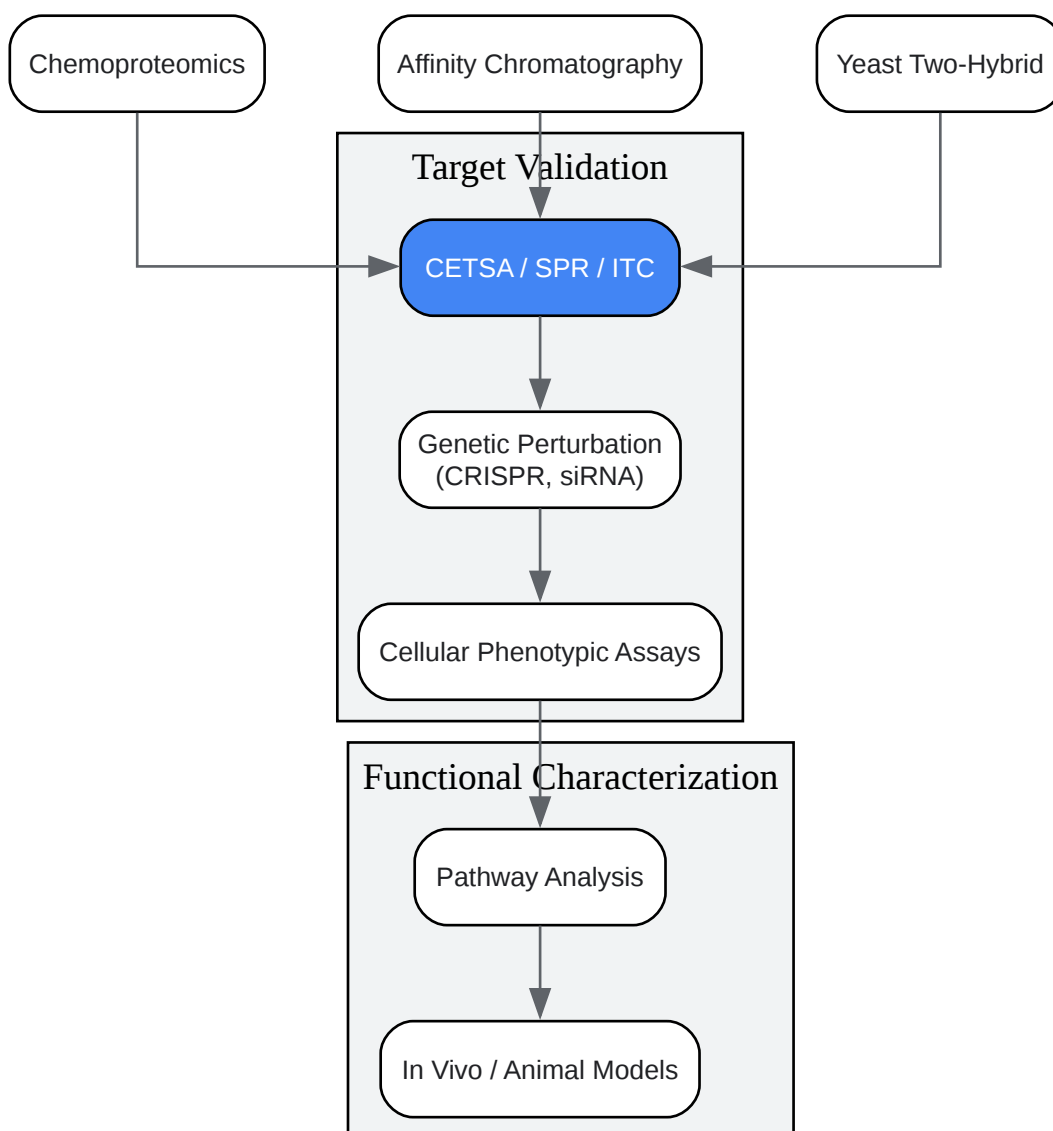 Chemoproteomics
Affinity Chromatography
Yeast Two-Hybrid
Target Validation
CETSA / SPR / ITC
Genetic Perturbation
(CRISPR, siRNA)
Cellular Phenotypic Assays
Functional Characterization
Pathway Analysis
In Vivo / Animal Models